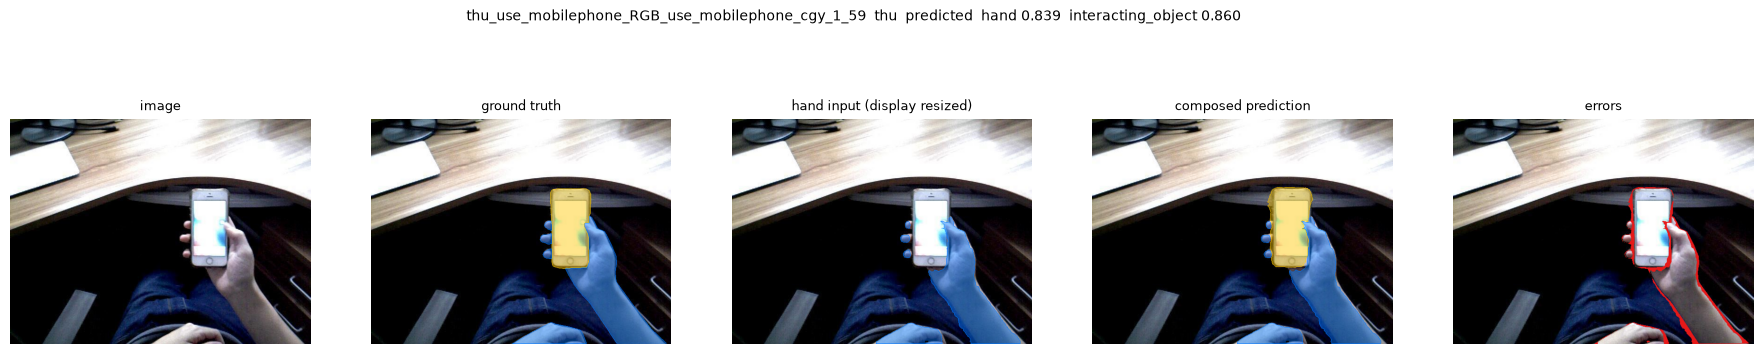 thu_use_mobilephone_RGB_use_mobilephone_cgy_1_59  thu  predicted  hand 0.839  interacting_object 0.860
image
ground truth
hand input (display resized)
composed prediction
errors